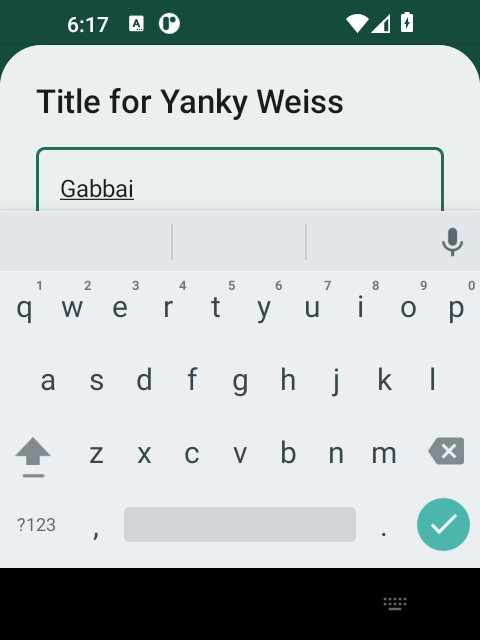 6:17
A
Title for Yanky Weiss
Gabbai
1 2 3 4 5 6 7 8 9 0
q w e r t y u i o p
a s d f g h j k l
z x c v b n m
?123 , .